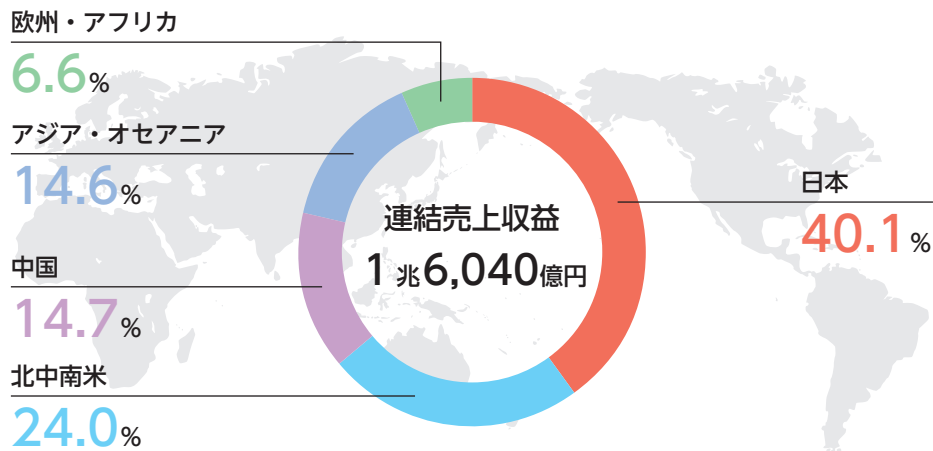 欧州・アフリカ
6.6%
アジア・オセアニア
14.6%
中国
14.7%
北中南米
24.0%
連結売上収益
1兆6,040億円
日本
40.1%